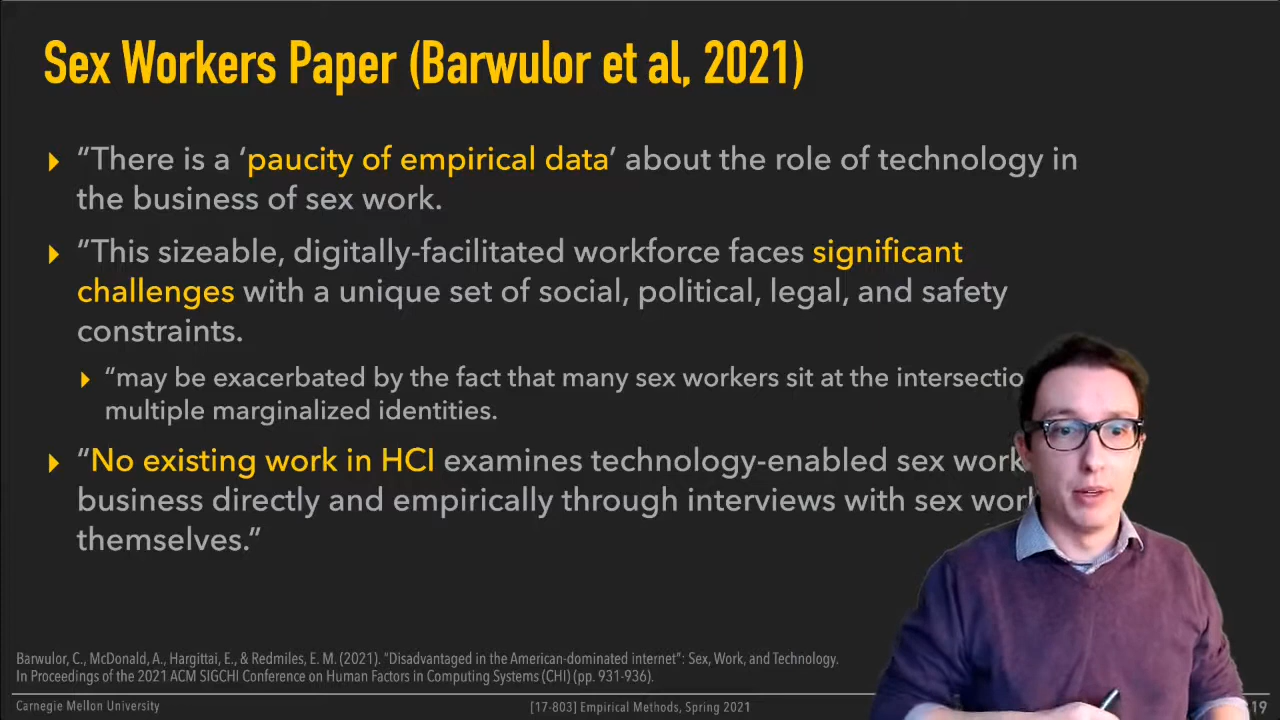 Sex Workers Paper (Barwulor et al, 2021)
“There is a ‘paucity of empirical data’ about the role of technology in
the business of sex work.
“This sizeable, digitally-facilitated workforce faces significant
challenges with a unique set of social, political, legal, and safety
constraints.
“may be exacerbated by the fact that many sex workers sit at the
multiple marginalized identities.
“No existing work in HCI examines technology-enabled sex work
business directly and empirically through interviews with sex
themselves.”
Barwulor, C., McDonald, A., Hargittai, E., & Redmiles, E. M. (2021). “Disadvantaged in the American-dominated internet”: Sex, Work, and Technology.
In Proceedings of the 2021 ACM SIGCHI Conference on Human Factors in Computing Systems (CHI) (pp. 931-936).
Carnegie Mellon University
[17-803] Empirical Methods, Spring 2021
19